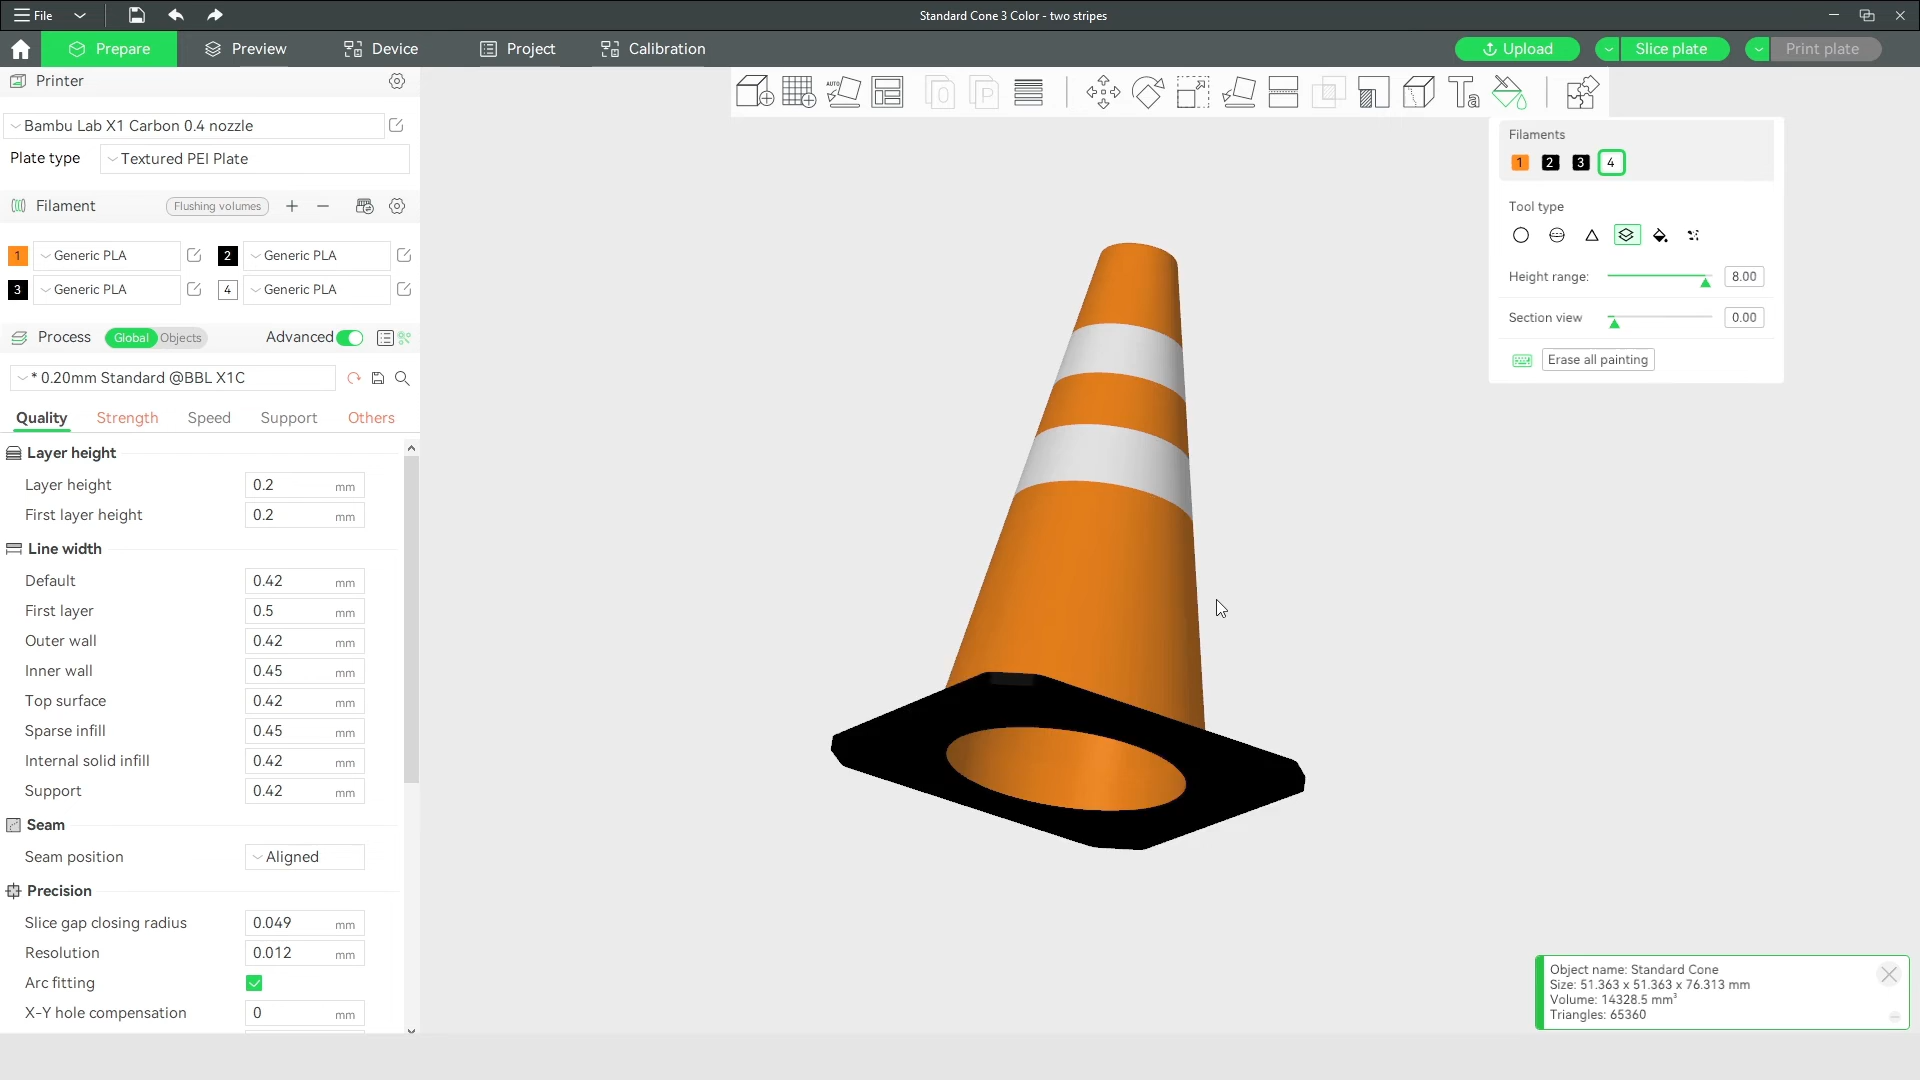 File
Standard Cone 3 Color - two stripes
Prepare
Preview
Device
Project
Calibration
Upload
Slice plate
Print plate
Printer
AUTO
O
P
Ta
Bambu Lab X1 Carbon 0.4 nozzle
Plate type
Textured PEI Plate
Filament
Flushing volumes
1 Generic PLA
2 Generic PLA
3 Generic PLA
4 Generic PLA
Process
Global
Objects
Advanced
* 0.20mm Standard @BBL X1C
Quality
Strength
Speed
Support
Others
Layer height
Layer height 0.2 mm
First layer height 0.2 mm
Line width
Default 0.42 mm
First layer 0.5 mm
Outer wall 0.42 mm
Inner wall 0.45 mm
Top surface 0.42 mm
Sparse infill 0.45 mm
Internal solid infill 0.42 mm
Support 0.42 mm
Seam
Seam position Aligned
Precision
Slice gap closing radius 0.049 mm
Resolution 0.012 mm
Arc fitting
X-Y hole compensation 0 mm
Filaments
1 2 3 4
Tool type
Height range: 8.00
Section view 0.00
Erase all painting
Object name: Standard Cone
Size: 51.363 x 51.363 x 76.313 mm
Volume: 14328.5 mm³
Triangles: 65360